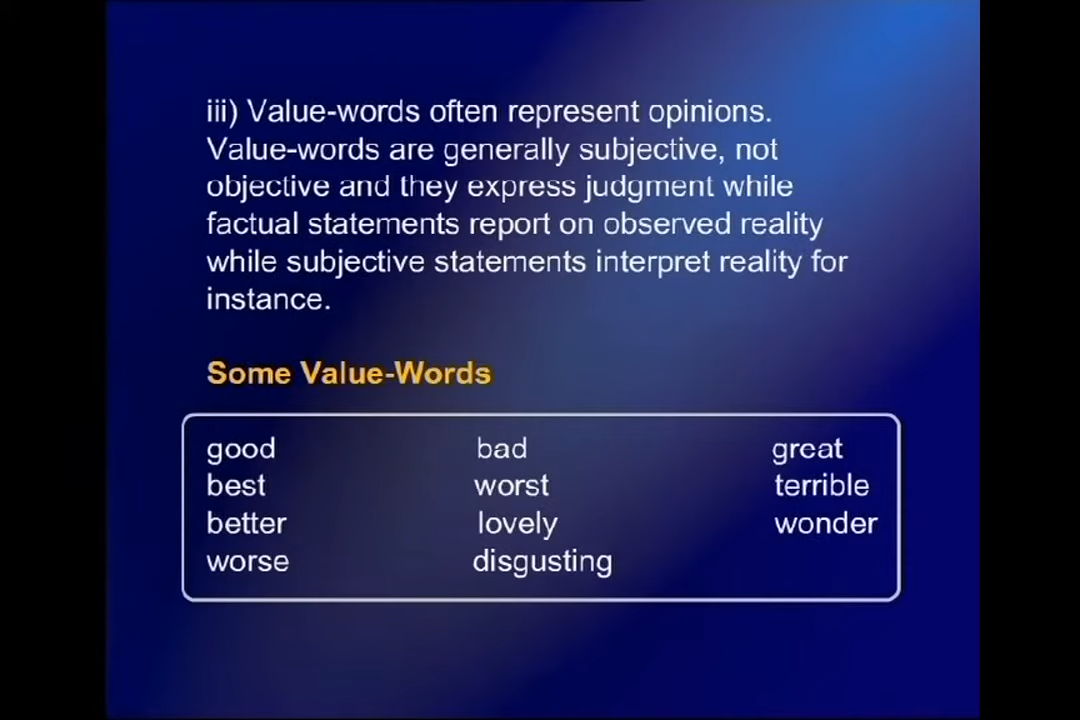 iii) Value-words often represent opinions.
Value-words are generally subjective, not
objective and they express judgment while
factual statements report on observed reality
while subjective statements interpret reality for
instance.
Some Value-Words
good bad great
best worst terrible
better lovely wonder
worse disgusting